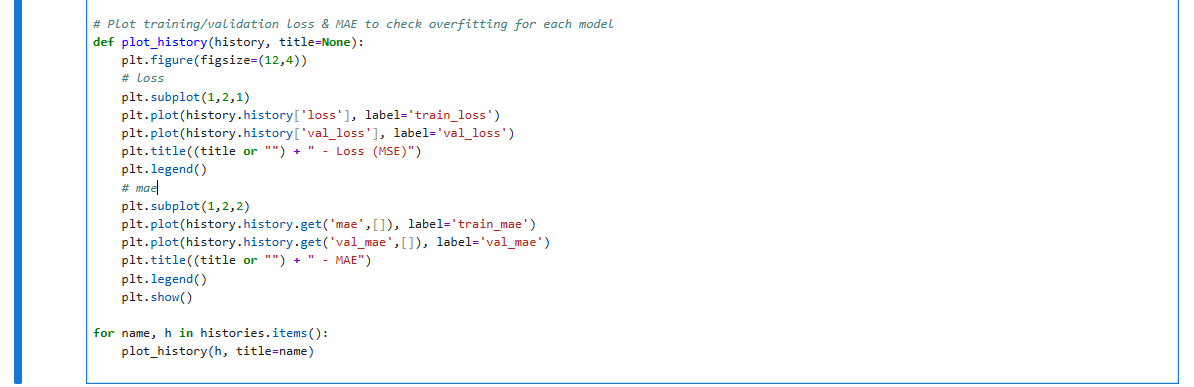 # Plot training/validation loss & MAE to check overfitting for each model
def plot_history(history, title=None):
    plt.figure(figsize=(12,4))
    # loss
    plt.subplot(1,2,1)
    plt.plot(history.history['loss'], label='train_loss')
    plt.plot(history.history['val_loss'], label='val_loss')
    plt.title((title or "") + " - Loss (MSE)")
    plt.legend()
    # mae
    plt.subplot(1,2,2)
    plt.plot(history.history.get('mae',[]), label='train_mae')
    plt.plot(history.history.get('val_mae',[]), label='val_mae')
    plt.title((title or "") + " - MAE")
    plt.legend()
    plt.show()

for name, h in histories.items():
    plot_history(h, title=name)